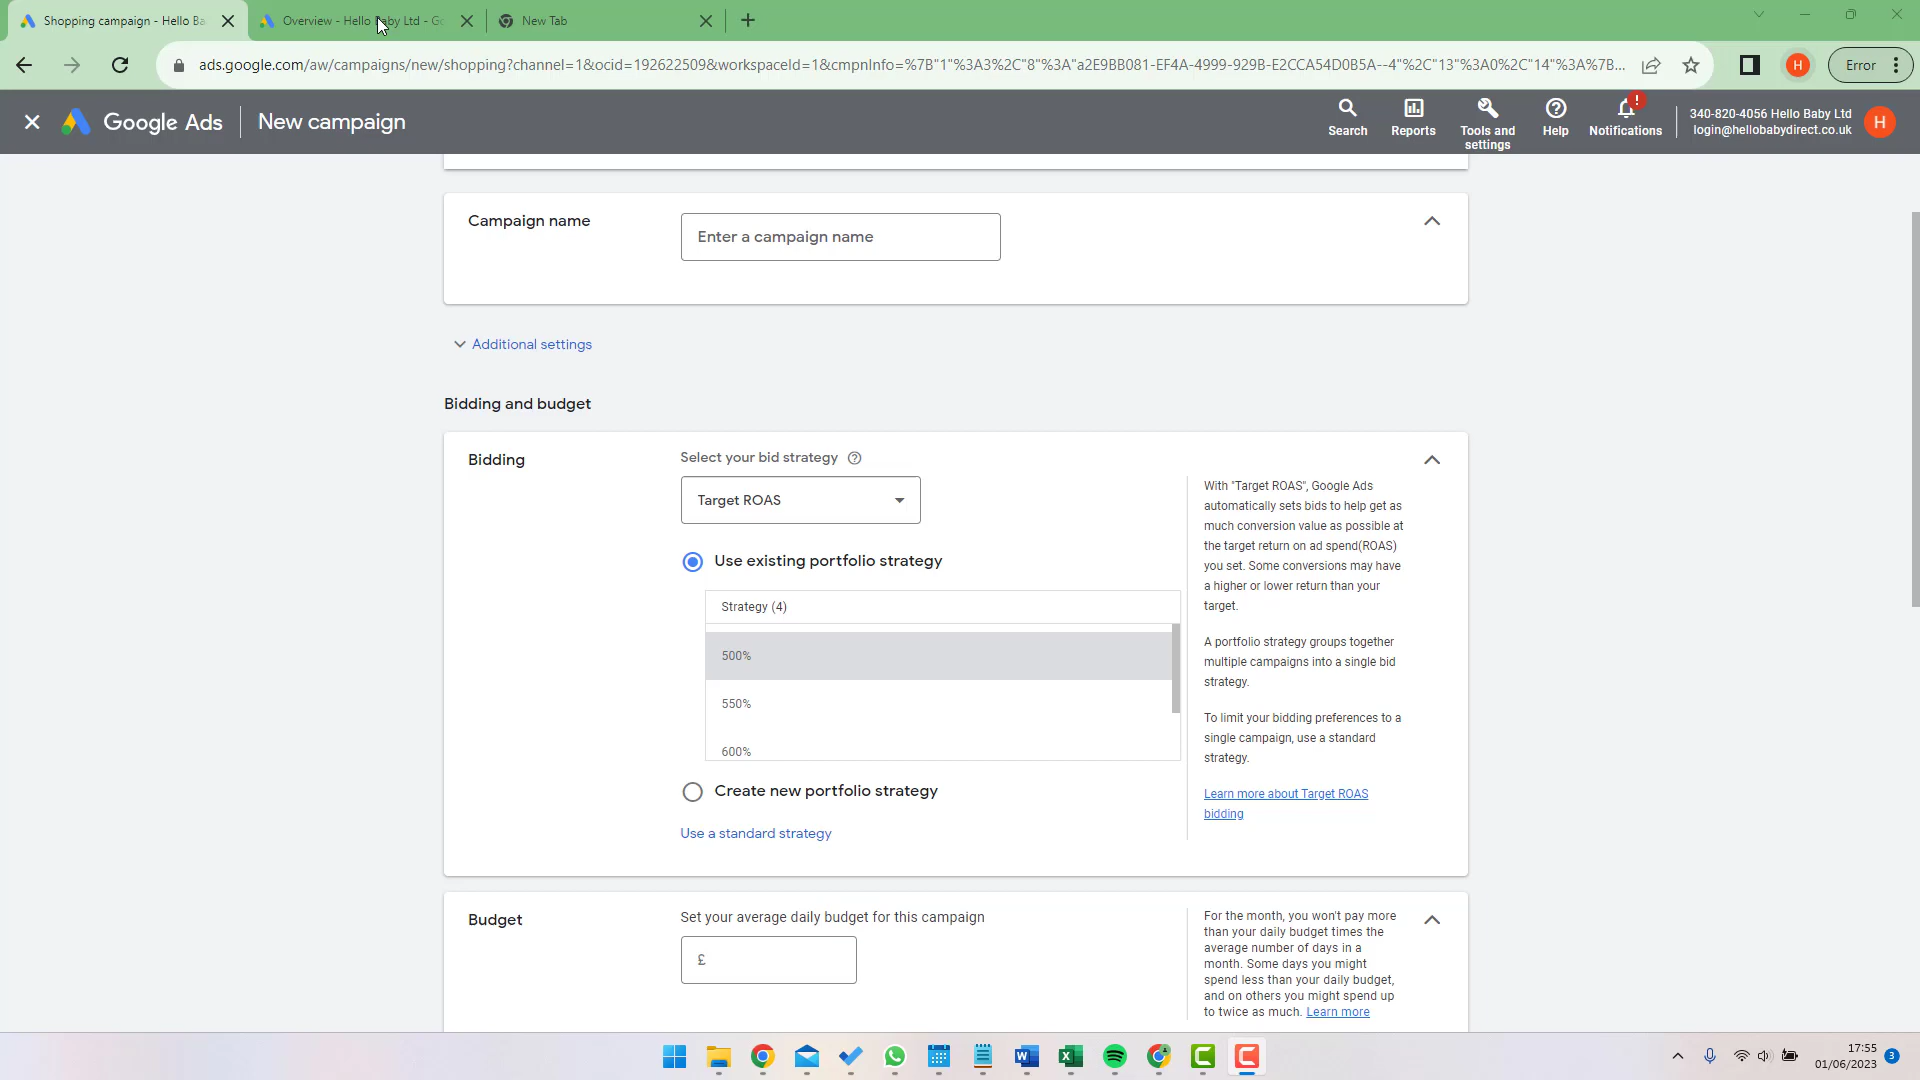 Shopping campaign - Hello Ba
Overview - Hello Baby Ltd - Go
New Tab
ads.google.com/aw/campaigns/new/shopping?channel=1&ocid=192622509&workspaceId=1&cmpnInfo=%7B"1"%3A3%2C"8"%3A"a2E9BB081-EF4A-4999-929B-E2CCA54D0B5A--4"%2C"13"%3A0%2C"14"%3A%7B...
H
Error
Google Ads
New campaign
Search
Reports
Tools and settings
Help
!
Notifications
340-820-4056 Hello Baby Ltd
login@hellobabydirect.co.uk
H
Campaign name
Enter a campaign name
Additional settings
Bidding and budget
Bidding
Select your bid strategy
Target ROAS
Use existing portfolio strategy
Strategy (4)
500%
550%
600%
Create new portfolio strategy
Use a standard strategy
With "Target ROAS", Google Ads
automatically sets bids to help get as
much conversion value as possible at
the target return on ad spend(ROAS)
you set. Some conversions may have
a higher or lower return than your
target.
A portfolio strategy groups together
multiple campaigns into a single bid
strategy.
To limit your bidding preferences to a
single campaign, use a standard
strategy.
Learn more about Target ROAS
bidding
Budget
Set your average daily budget for this campaign
£
For the month, you won't pay more
than your daily budget times the
average number of days in a
month. Some days you might
spend less than your daily budget,
and on others you might spend up
to twice as much. Learn more
17:55
01/06/2023
3